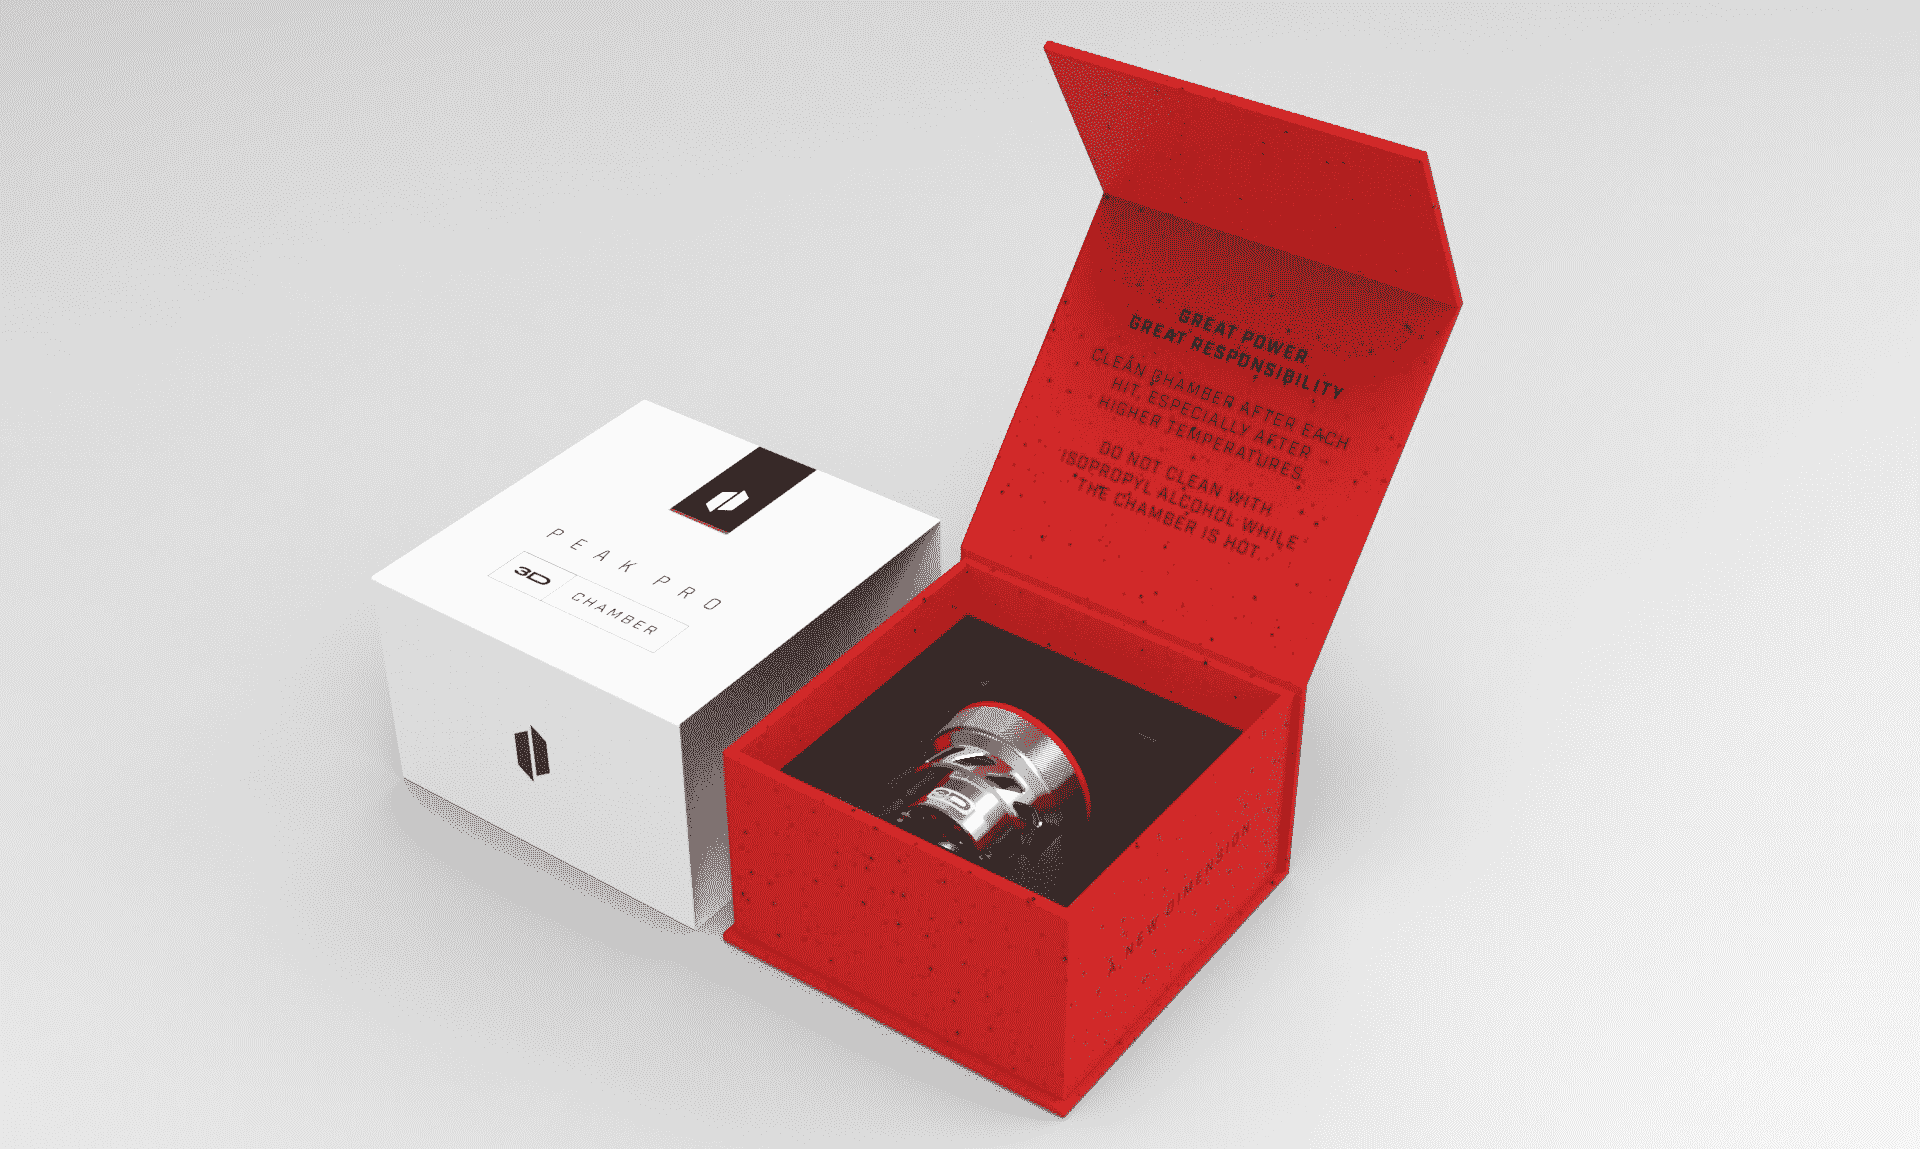 PEAK PRO
3D CHAMBER
GREAT POWER
GREAT RESPONSIBILITY
CLEAN CHAMBER AFTER EACH
HIT, ESPECIALLY AFTER
HIGHER TEMPERATURES.
DO NOT CLEAN WITH
ISOPROPYL ALCOHOL WHILE
THE CHAMBER IS HOT.
3D
A NEW DIMENSION